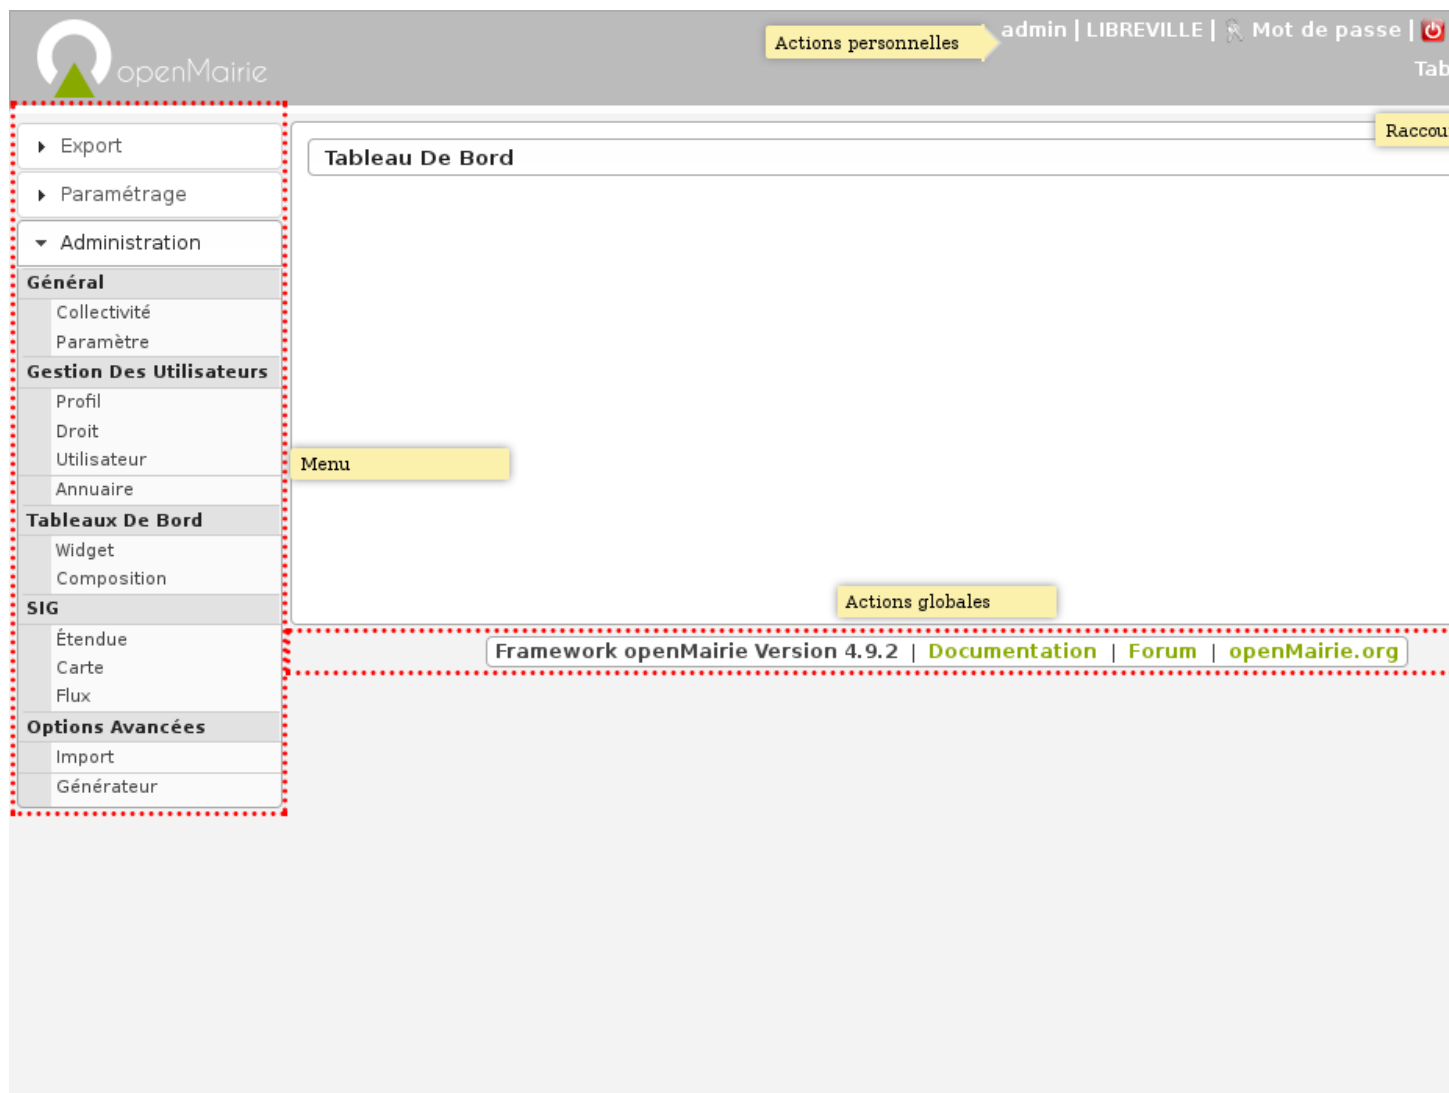 openMairie
Actions personnelles
admin | LIBREVILLE | Mot de passe |
Export
Paramétrage
Administration
Général
Collectivité
Paramètre
Gestion Des Utilisateurs
Profil
Droit
Utilisateur
Annuaire
Tableaux De Bord
Widget
Composition
SIG
Étendue
Carte
Flux
Options Avancées
Import
Générateur
Tableau De Bord
Menu
Actions globales
Framework openMairie Version 4.9.2 | Documentation | Forum | openMairie.org